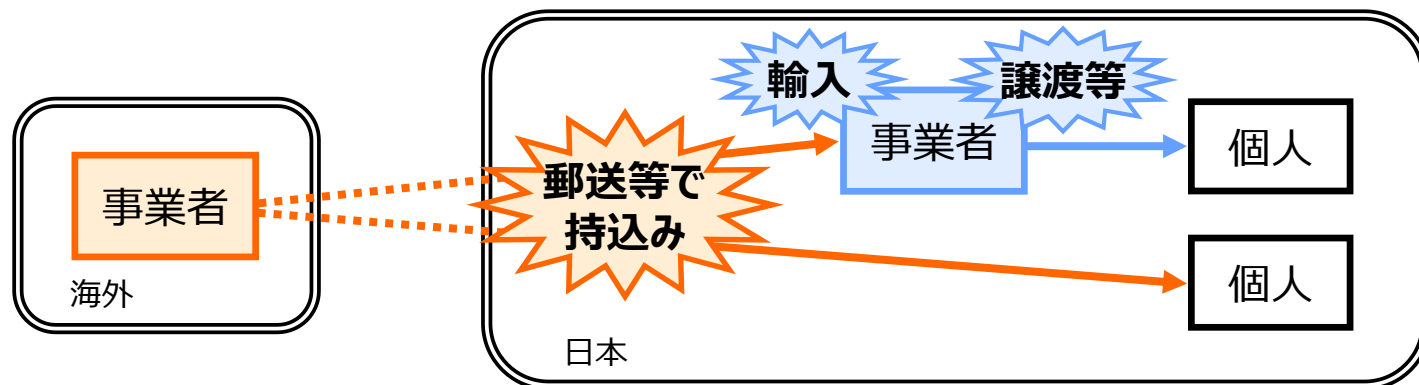 事業者
海外
郵送等で
持込み
輸入
譲渡等
事業者
個人
個人
日本